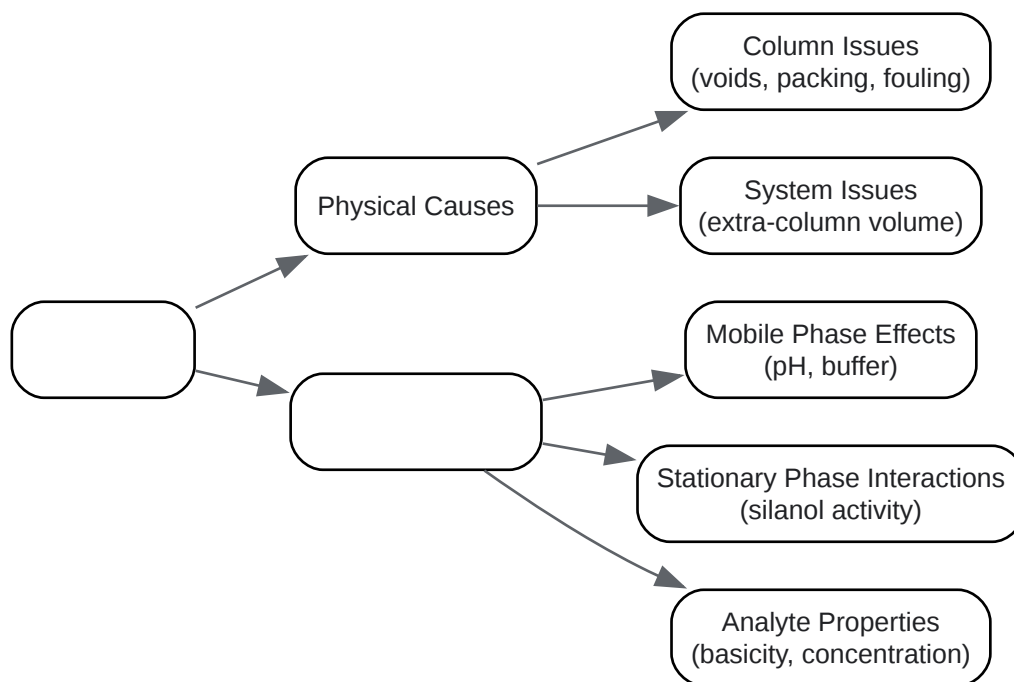 Column Issues
(voids, packing, fouling)
Physical Causes
System Issues
(extra-column volume)
Mobile Phase Effects
(pH, buffer)
Stationary Phase Interactions
(silanol activity)
Analyte Properties
(basicity, concentration)